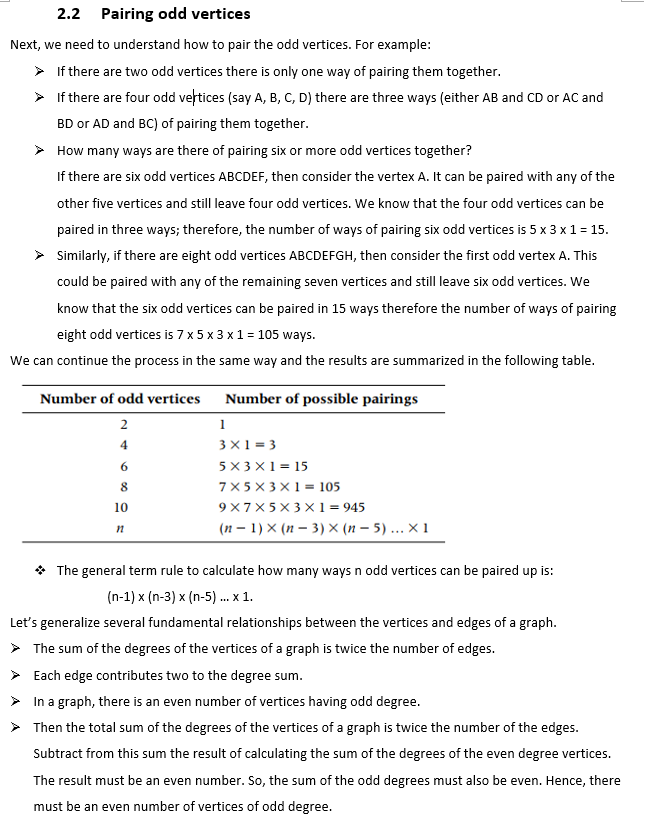 2.2 Pairing odd vertices
Next, we need to understand how to pair the odd vertices. For example:
➢ If there are two odd vertices there is only one way of pairing them together.
➢ If there are four odd vertices (say A, B, C, D) there are three ways (either AB and CD or AC and
BD or AD and BC) of pairing them together.
➢ How many ways are there of pairing six or more odd vertices together?
If there are six odd vertices ABCDEF, then consider the vertex A. It can be paired with any of the
other five vertices and still leave four odd vertices. We know that the four odd vertices can be
paired in three ways; therefore, the number of ways of pairing six odd vertices is 5 x 3 x 1 = 15.
➢ Similarly, if there are eight odd vertices ABCDEFGH, then consider the first odd vertex A. This
could be paired with any of the remaining seven vertices and still leave six odd vertices. We
know that the six odd vertices can be paired in 15 ways therefore the number of ways of pairing
eight odd vertices is 7 x 5 x 3 x 1 = 105 ways.
We can continue the process in the same way and the results are summarized in the following table.
Number of odd vertices Number of possible pairings
2 1
4 3 × 1 = 3
6 5 × 3 × 1 = 15
8 7 × 5 × 3 × 1 = 105
10 9 × 7 × 5 × 3 × 1 = 945
n (n − 1) × (n − 3) × (n − 5) ... × 1
❖ The general term rule to calculate how many ways n odd vertices can be paired up is:
(n-1) x (n-3) x (n-5) ... x 1.
Let's generalize several fundamental relationships between the vertices and edges of a graph.
➢ The sum of the degrees of the vertices of a graph is twice the number of edges.
➢ Each edge contributes two to the degree sum.
➢ In a graph, there is an even number of vertices having odd degree.
➢ Then the total sum of the degrees of the vertices of a graph is twice the number of the edges.
Subtract from this sum the result of calculating the sum of the degrees of the even degree vertices.
The result must be an even number. So, the sum of the odd degrees must also be even. Hence, there
must be an even number of vertices of odd degree.